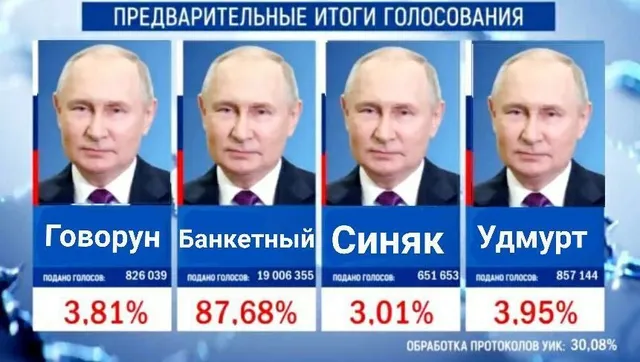 ПРЕДВАРИТЕЛЬНЫЕ ИТОГИ ГОЛОСОВАНИЯ
Говорун Банкетный Синяк Удмурт
ПОДАНО ГОЛОСОВ: 826 039 ПОДАНО ГОЛОСОВ: 19 006 355 ПОДАНО ГОЛОСОВ: 651 653 ПОДАНО ГОЛОСОВ: 857 144
3,81% 87,68% 3,01% 3,95%
ОБРАБОТКА ПРОТОКОЛОВ УИК: 30,08%